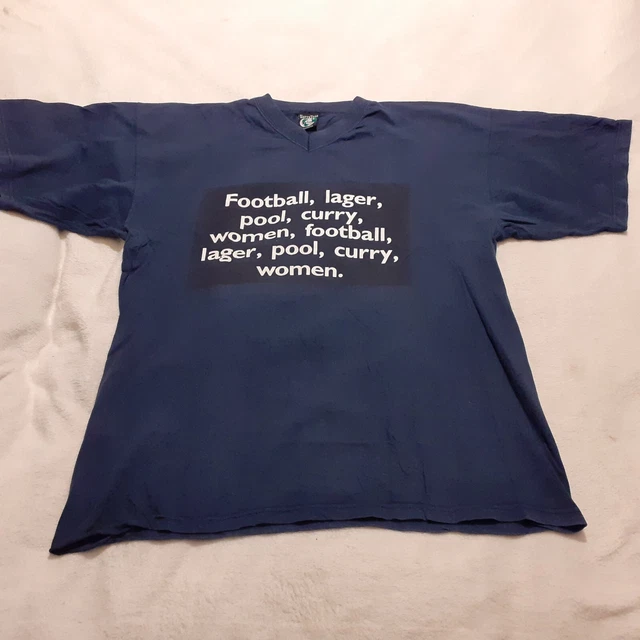 Football, lager,
pool, curry,
women, football,
lager, pool, curry,
women.